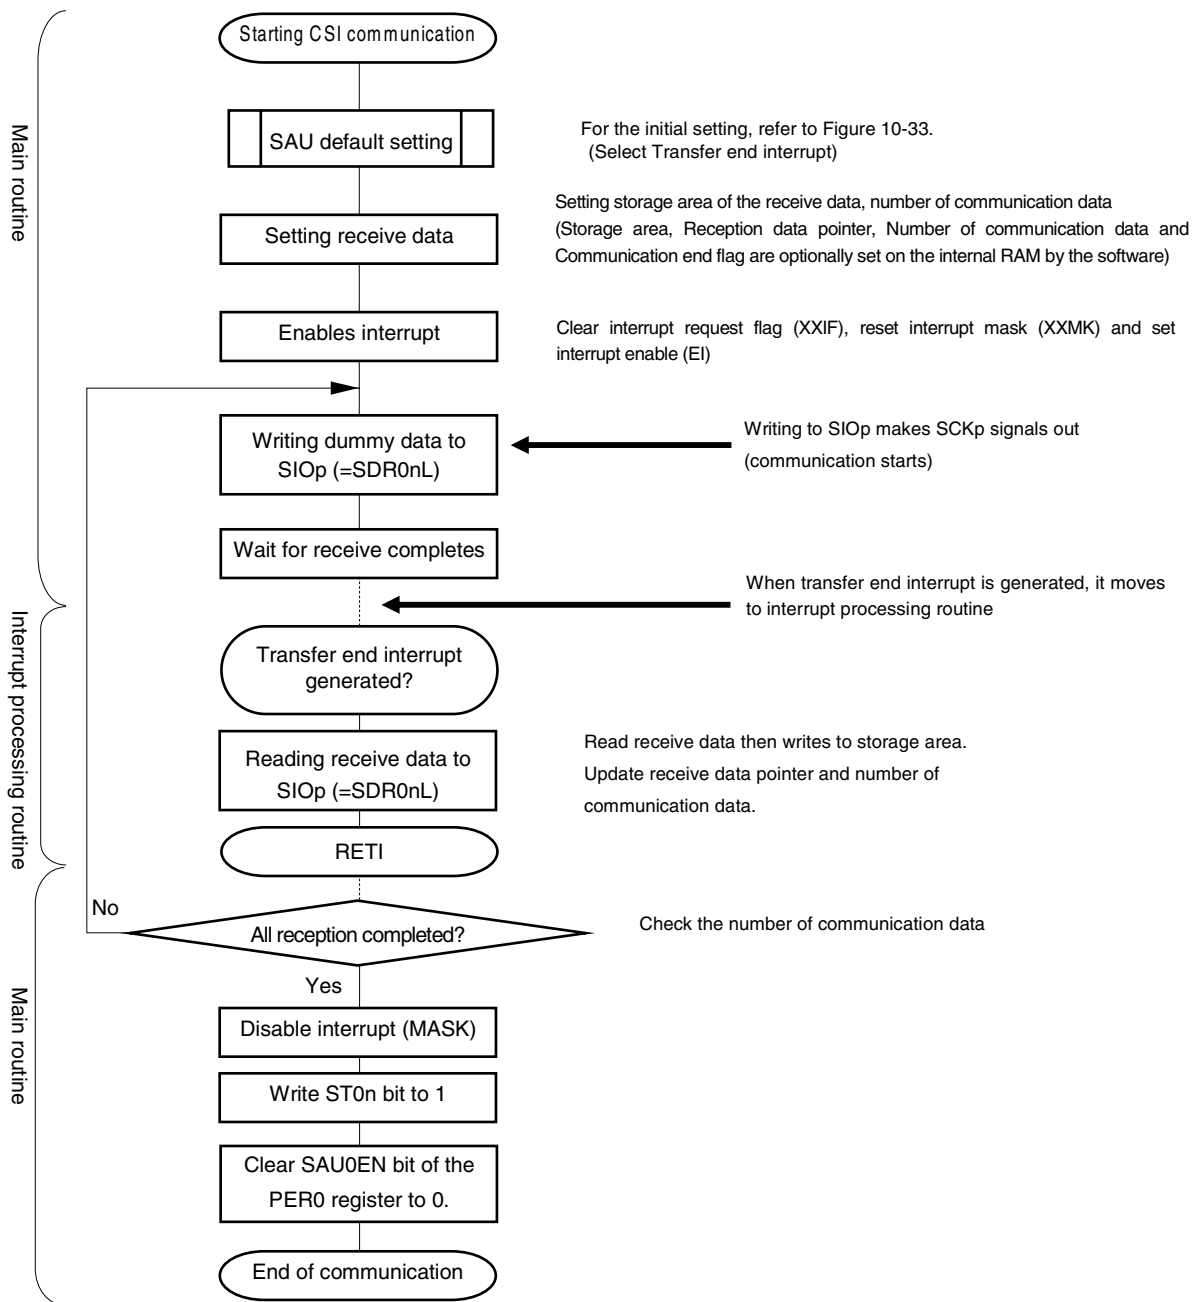 Starting CSI communication
Main routine
SAU default setting
For the initial setting, refer to Figure 10-33.
(Select Transfer end interrupt)
Setting receive data
Setting storage area of the receive data, number of communication data
(Storage area, Reception data pointer, Number of communication data and
Communication end flag are optionally set on the internal RAM by the software)
Enables interrupt
Clear interrupt request flag (XXIF), reset interrupt mask (XXMK) and set
interrupt enable (EI)
Writing dummy data to
SIOp (=SDR0nL)
Writing to SIOp makes SCKp signals out
(communication starts)
Wait for receive completes
When transfer end interrupt is generated, it moves
to interrupt processing routine
Interrupt processing routine
Transfer end interrupt
generated?
Reading receive data to
SIOp (=SDR0nL)
Read receive data then writes to storage area.
Update receive data pointer and number of
communication data.
RETI
No
All reception completed?
Check the number of communication data
Yes
Main routine
Disable interrupt (MASK)
Write ST0n bit to 1
Clear SAU0EN bit of the
PER0 register to 0.
End of communication